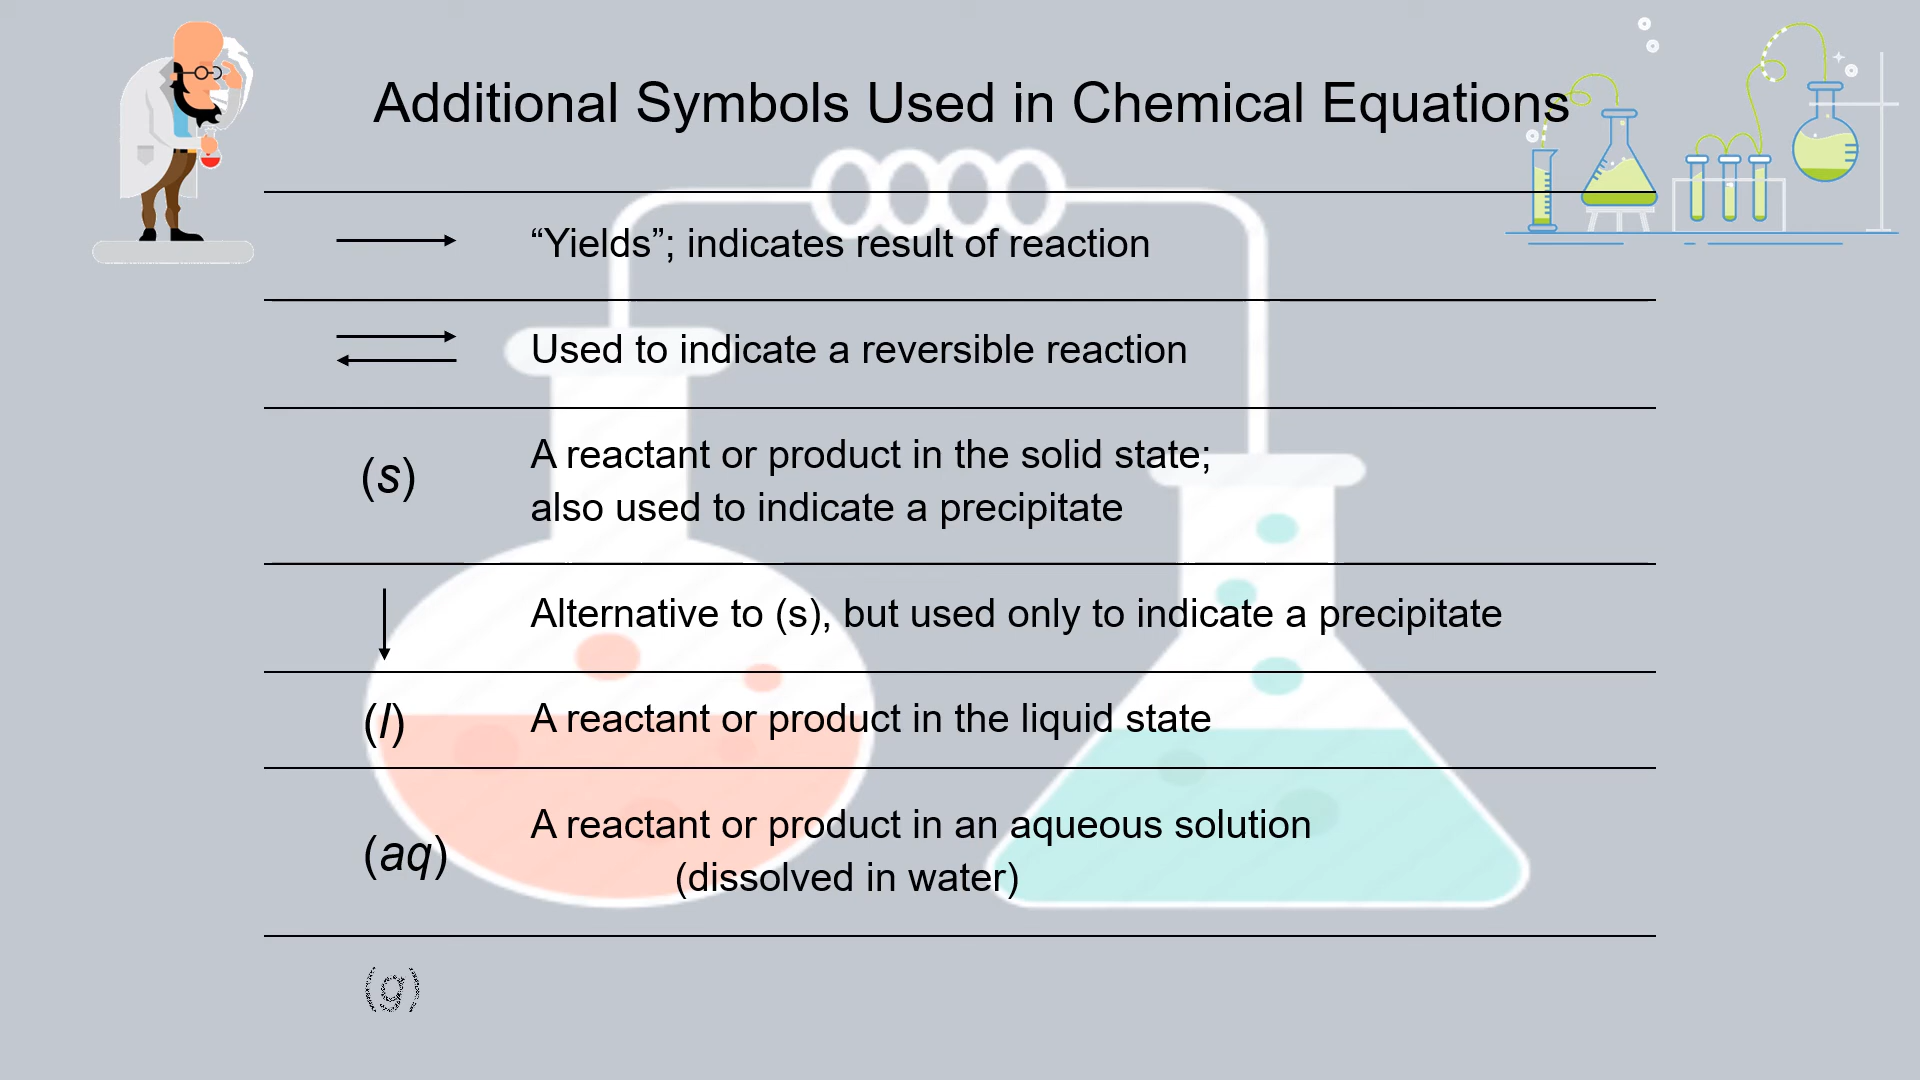 Additional Symbols Used in Chemical Equations
“Yields”; indicates result of reaction
Used to indicate a reversible reaction
(s) A reactant or product in the solid state;
also used to indicate a precipitate
Alternative to (s), but used only to indicate a precipitate
(l) A reactant or product in the liquid state
(aq) A reactant or product in an aqueous solution
(dissolved in water)
(g)